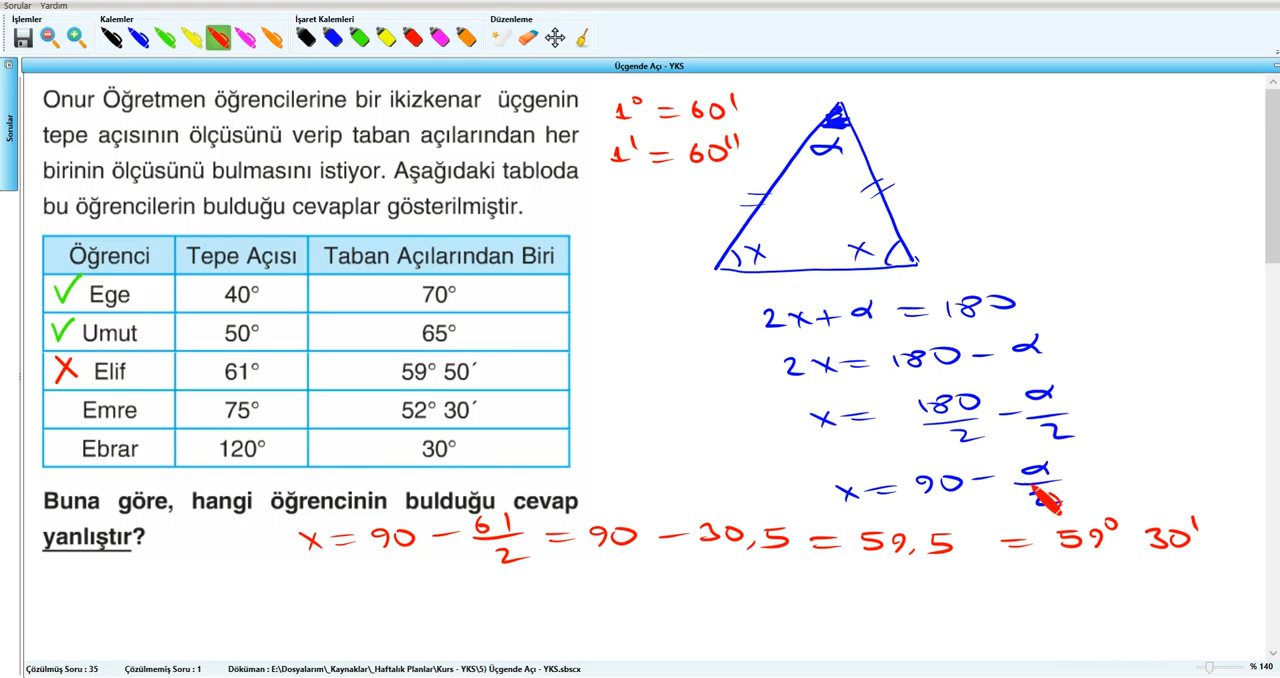 Sorular Yardım
İşlemler Kalemler İşaret Kalemleri Düzenleme
Üçgende Açı - YKS
Sorular
Onur Öğretmen öğrencilerine bir ikizkenar üçgenin
tepe açısının ölçüsünü verip taban açılarından her
birinin ölçüsünü bulmasını istiyor. Aşağıdaki tabloda
bu öğrencilerin bulduğu cevaplar gösterilmiştir.
Öğrenci Tepe Açısı Taban Açılarından Biri
✓ Ege 40° 70°
✓ Umut 50° 65°
X Elif 61° 59° 50´
Emre 75° 52° 30´
Ebrar 120° 30°
Buna göre, hangi öğrencinin bulduğu cevap
yanlıştır?
1° = 60'
1' = 60''
α
x x
2x + α = 180
2x = 180 - α
x = 180/2 - α/2
x = 90 - α/2
x = 90 - 61/2 = 90 - 30,5 = 59,5 = 59° 30'
Çözülmüş Soru : 35 Çözülmemiş Soru : 1 Döküman : E:\Dosyalarım\_Kaynaklar\_Haftalık Planlar\Kurs - YKS\5) Üçgende Açı - YKS.sbscx % 140